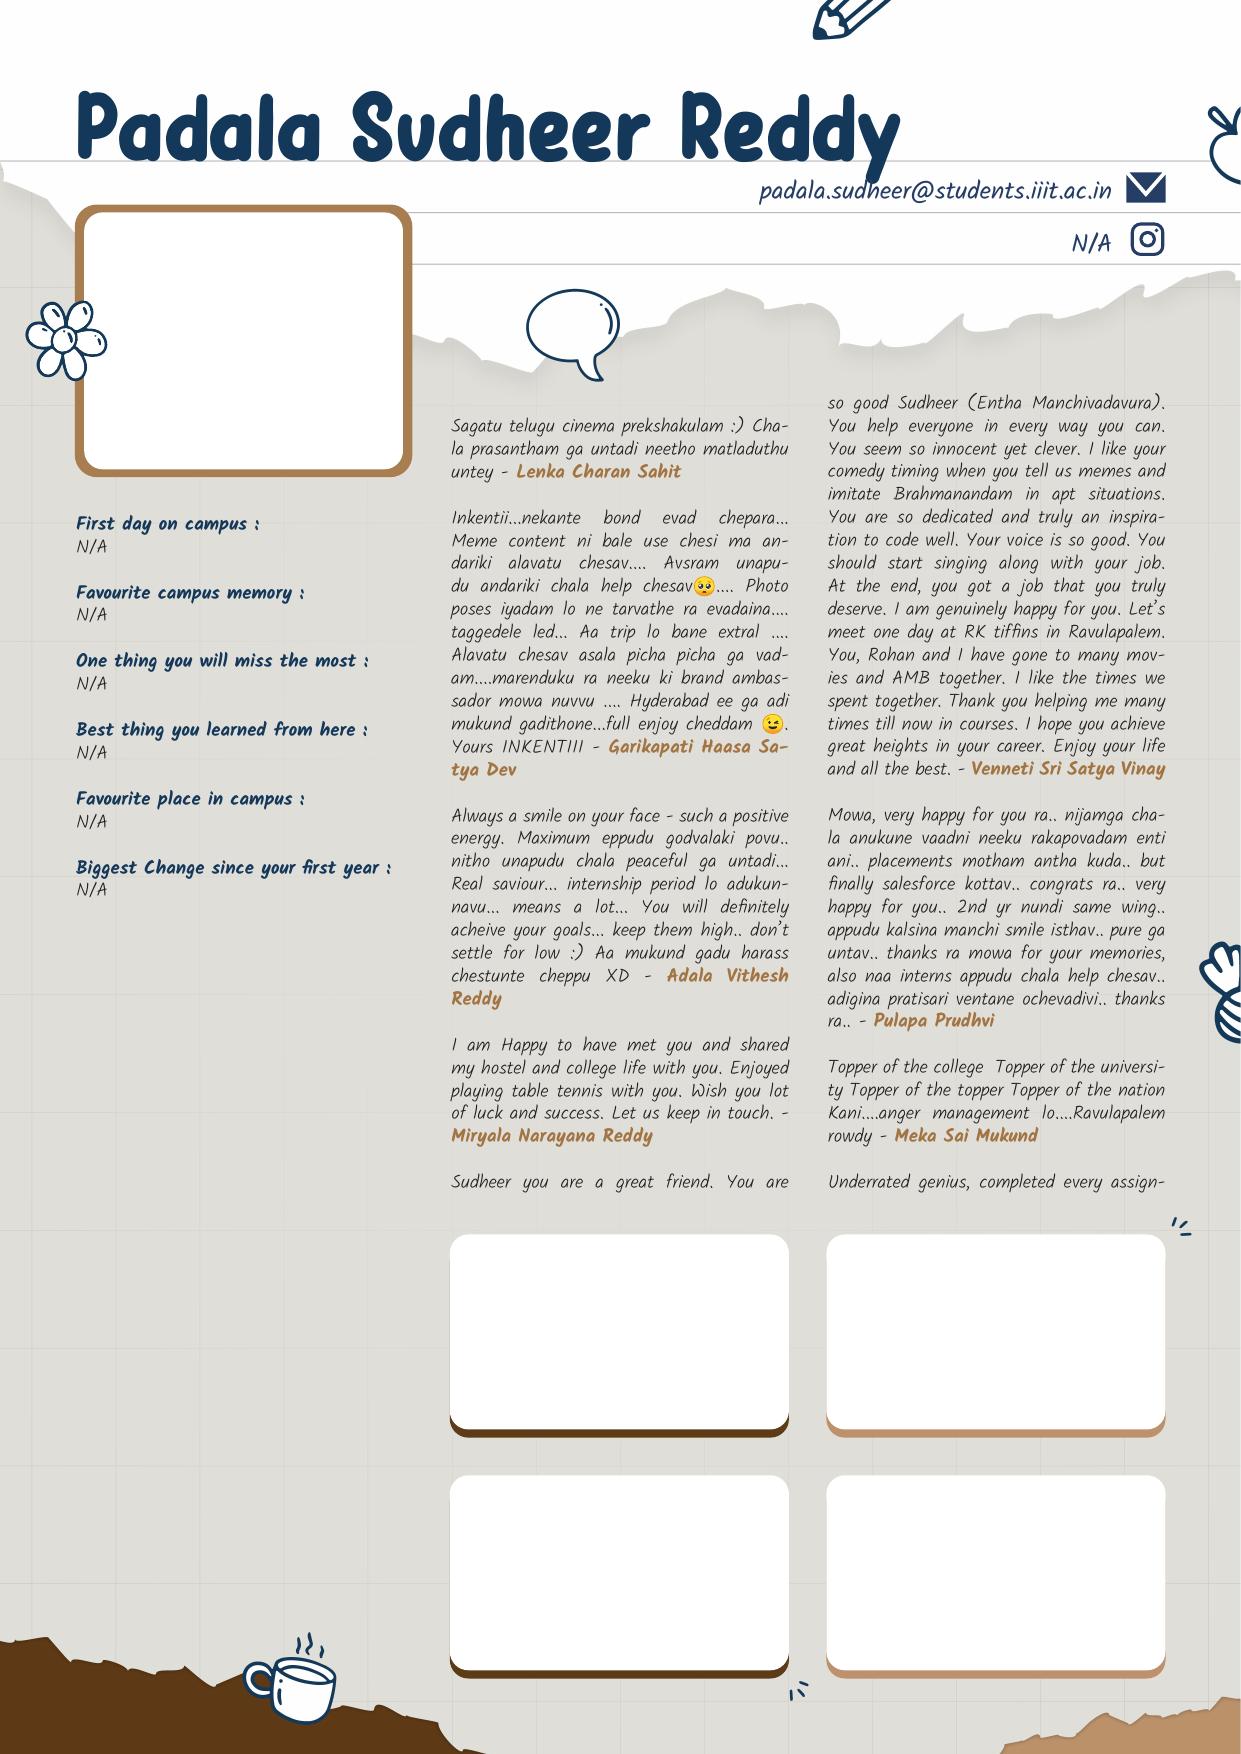 Padala Sudheer Reddy
padala.sudheer@students.iiit.ac.in
N/A
First day on campus :
N/A
Favourite campus memory :
N/A
One thing you will miss the most :
N/A
Best thing you learned from here :
N/A
Favourite place in campus :
N/A
Biggest Change since your first year :
N/A
Sagatu telugu cinema prekshakulam :) Cha-
la prasantham ga untadi neetho matladuthu
untey - Lenka Charan Sahit
Inkentii...nekante bond evad chepara...
Meme content ni bale use chesi ma an-
dariki alavatu chesav.... Avsram unapu-
du andariki chala help chesav🥺.... Photo
poses iyadam lo ne tarvathe ra evadaina....
taggedele led... Aa trip lo bane extral ....
Alavatu chesav asala picha picha ga vad-
am....marenduku ra neeku ki brand ambas-
sador mowa nuvvu .... Hyderabad ee ga adi
mukund gadithone...full enjoy cheddam 😉.
Yours INKENTIII - Garikapati Haasa Sa-
tya Dev
Always a smile on your face - such a positive
energy. Maximum eppudu godvalaki povu..
nitho unapudu chala peaceful ga untadi...
Real saviour... internship period lo adukun-
navu... means a lot... You will definitely
acheive your goals... keep them high.. don't
settle for low :) Aa mukund gadu harass
chestunte cheppu XD - Adala Vithesh
Reddy
I am Happy to have met you and shared
my hostel and college life with you. Enjoyed
playing table tennis with you. Wish you lot
of luck and success. Let us keep in touch. -
Miryala Narayana Reddy
Sudheer you are a great friend. You are
so good Sudheer (Entha Manchivadavura).
You help everyone in every way you can.
You seem so innocent yet clever. I like your
comedy timing when you tell us memes and
imitate Brahmanandam in apt situations.
You are so dedicated and truly an inspira-
tion to code well. Your voice is so good. You
should start singing along with your job.
At the end, you got a job that you truly
deserve. I am genuinely happy for you. Let's
meet one day at RK tiffins in Ravulapalem.
You, Rohan and I have gone to many mov-
ies and AMB together. I like the times we
spent together. Thank you helping me many
times till now in courses. I hope you achieve
great heights in your career. Enjoy your life
and all the best. - Venneti Sri Satya Vinay
Mowa, very happy for you ra.. nijamga cha-
la anukune vaadni neeku rakapovadam enti
ani.. placements motham antha kuda.. but
finally salesforce kottav.. congrats ra.. very
happy for you.. 2nd yr nundi same wing..
appudu kalsina manchi smile isthav.. pure ga
untav.. thanks ra mowa for your memories,
also naa interns appudu chala help chesav..
adigina pratisari ventane ochevadivi.. thanks
ra.. - Pulapa Prudhvi
Topper of the college  Topper of the universi-
ty Topper of the topper Topper of the nation
Kani....anger management lo....Ravulapalem
rowdy - Meka Sai Mukund
Underrated genius, completed every assign-